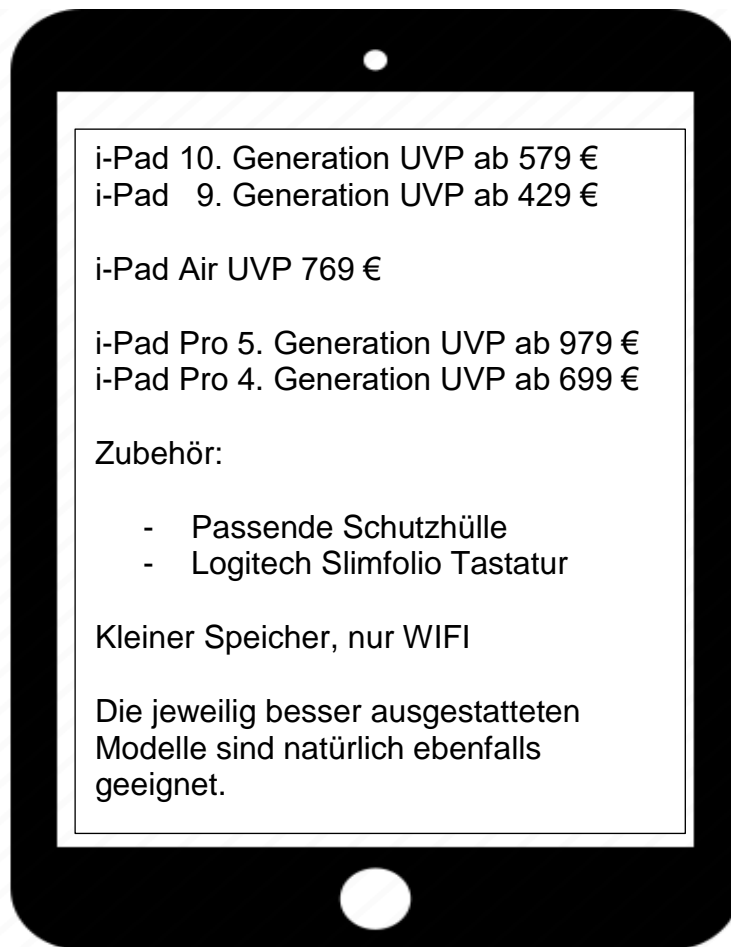 i-Pad 10. Generation UVP ab 579 €
i-Pad   9. Generation UVP ab 429 €
i-Pad Air UVP 769 €
i-Pad Pro 5. Generation UVP ab 979 €
i-Pad Pro 4. Generation UVP ab 699 €
Zubehör:
- Passende Schutzhülle
- Logitech Slimfolio Tastatur
Kleiner Speicher, nur WIFI
Die jeweilig besser ausgestatteten
Modelle sind natürlich ebenfalls
geeignet.